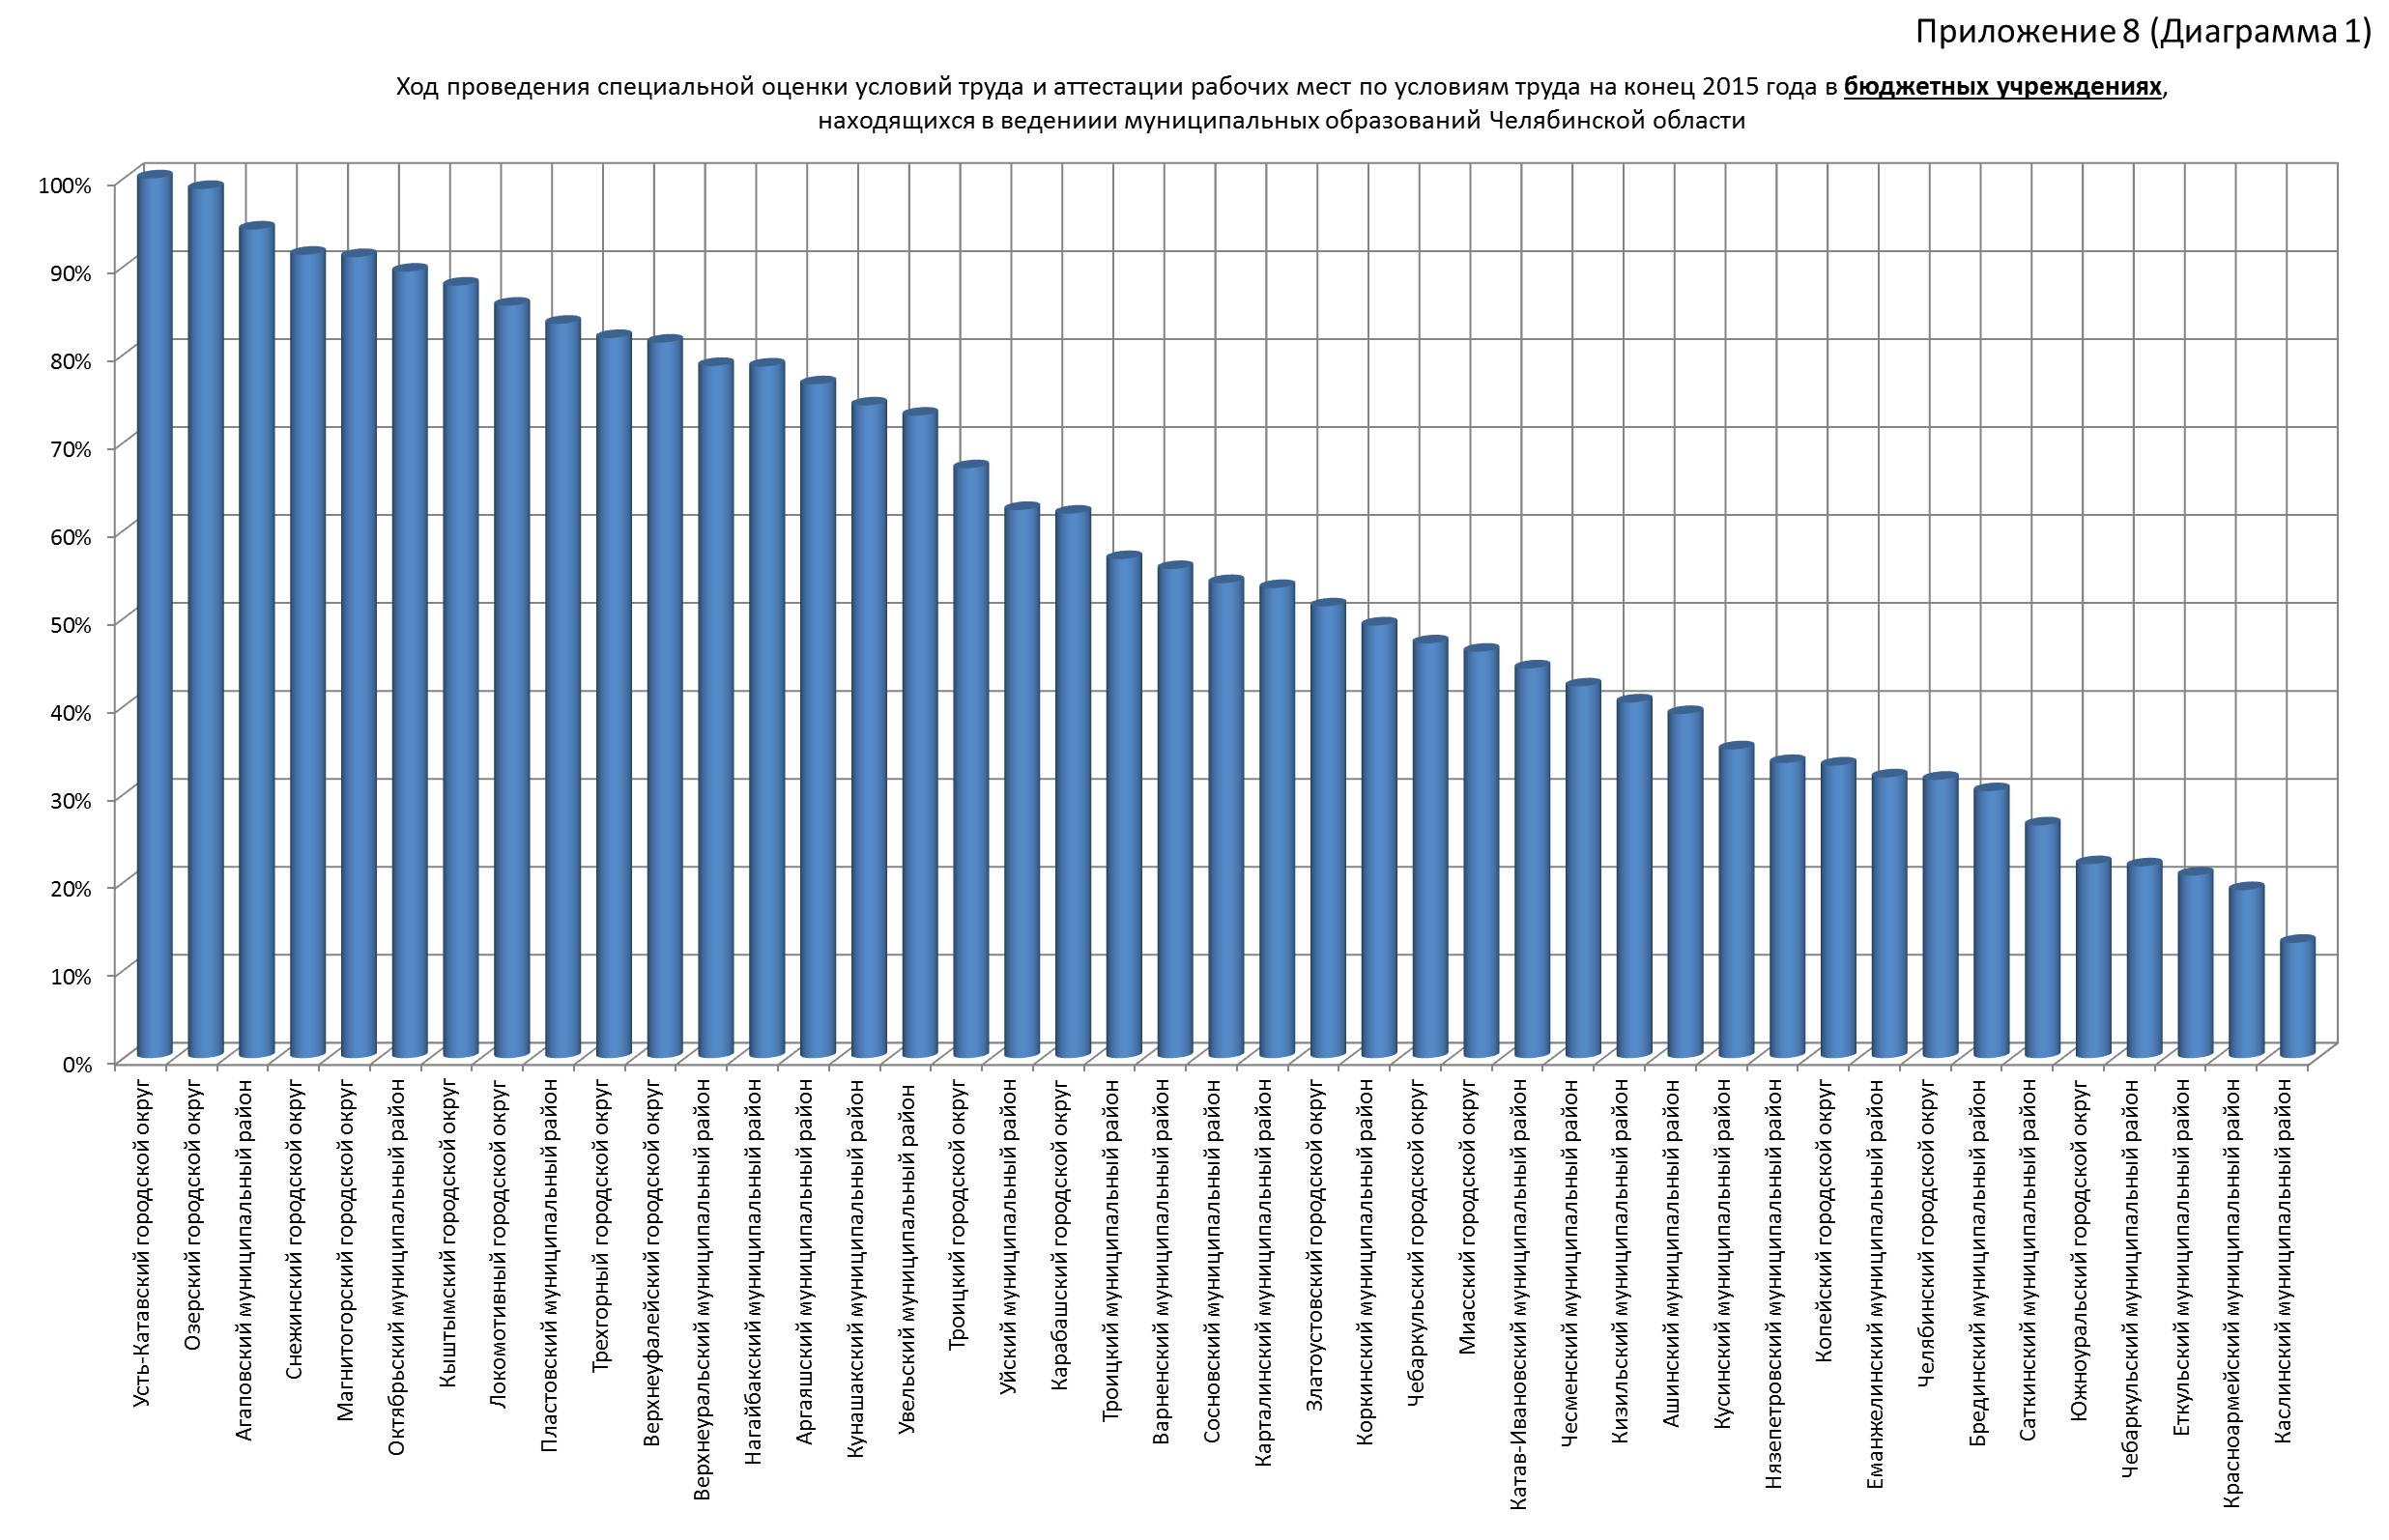 Приложение 8 (Диаграмма 1)
Ход проведения специальной оценки условий труда и аттестации рабочих мест по условиям труда на конец 2015 года в бюджетных учреждениях,
находящихся в ведениии муниципальных образований Челябинской области
100%
90%
80%
70%
60%
50%
40%
30%
20%
10%
0%
Усть-Катавский городской округ
Озерский городской округ
Агаповский муниципальный район
Снежинский городской округ
Магнитогорский городской округ
Октябрьский муниципальный район
Кыштымский городской округ
Локомотивный городской округ
Пластовский муниципальный район
Трехгорный городской округ
Верхнеуфалейский городской округ
Верхнеуральский муниципальный район
Нагайбакский муниципальный район
Аргаяшский муниципальный район
Кунашакский муниципальный район
Увельский муниципальный район
Троицкий городской округ
Уйский муниципальный район
Карабашский городской округ
Троицкий муниципальный район
Варненский муниципальный район
Сосновский муниципальный район
Карталинский муниципальный район
Златоустовский городской округ
Коркинский муниципальный район
Чебаркульский городской округ
Миасский городской округ
Катав-Ивановский муниципальный район
Чесменский муниципальный район
Кизильский муниципальный район
Ашинский муниципальный район
Кусинский муниципальный район
Нязепетровский муниципальный район
Копейский городской округ
Еманжелинский муниципальный район
Челябинский городской округ
Брединский муниципальный район
Саткинский муниципальный район
Южноуральский городской округ
Чебаркульский муниципальный район
Еткульский муниципальный район
Красноармейский муниципальный район
Каслинский муниципальный район